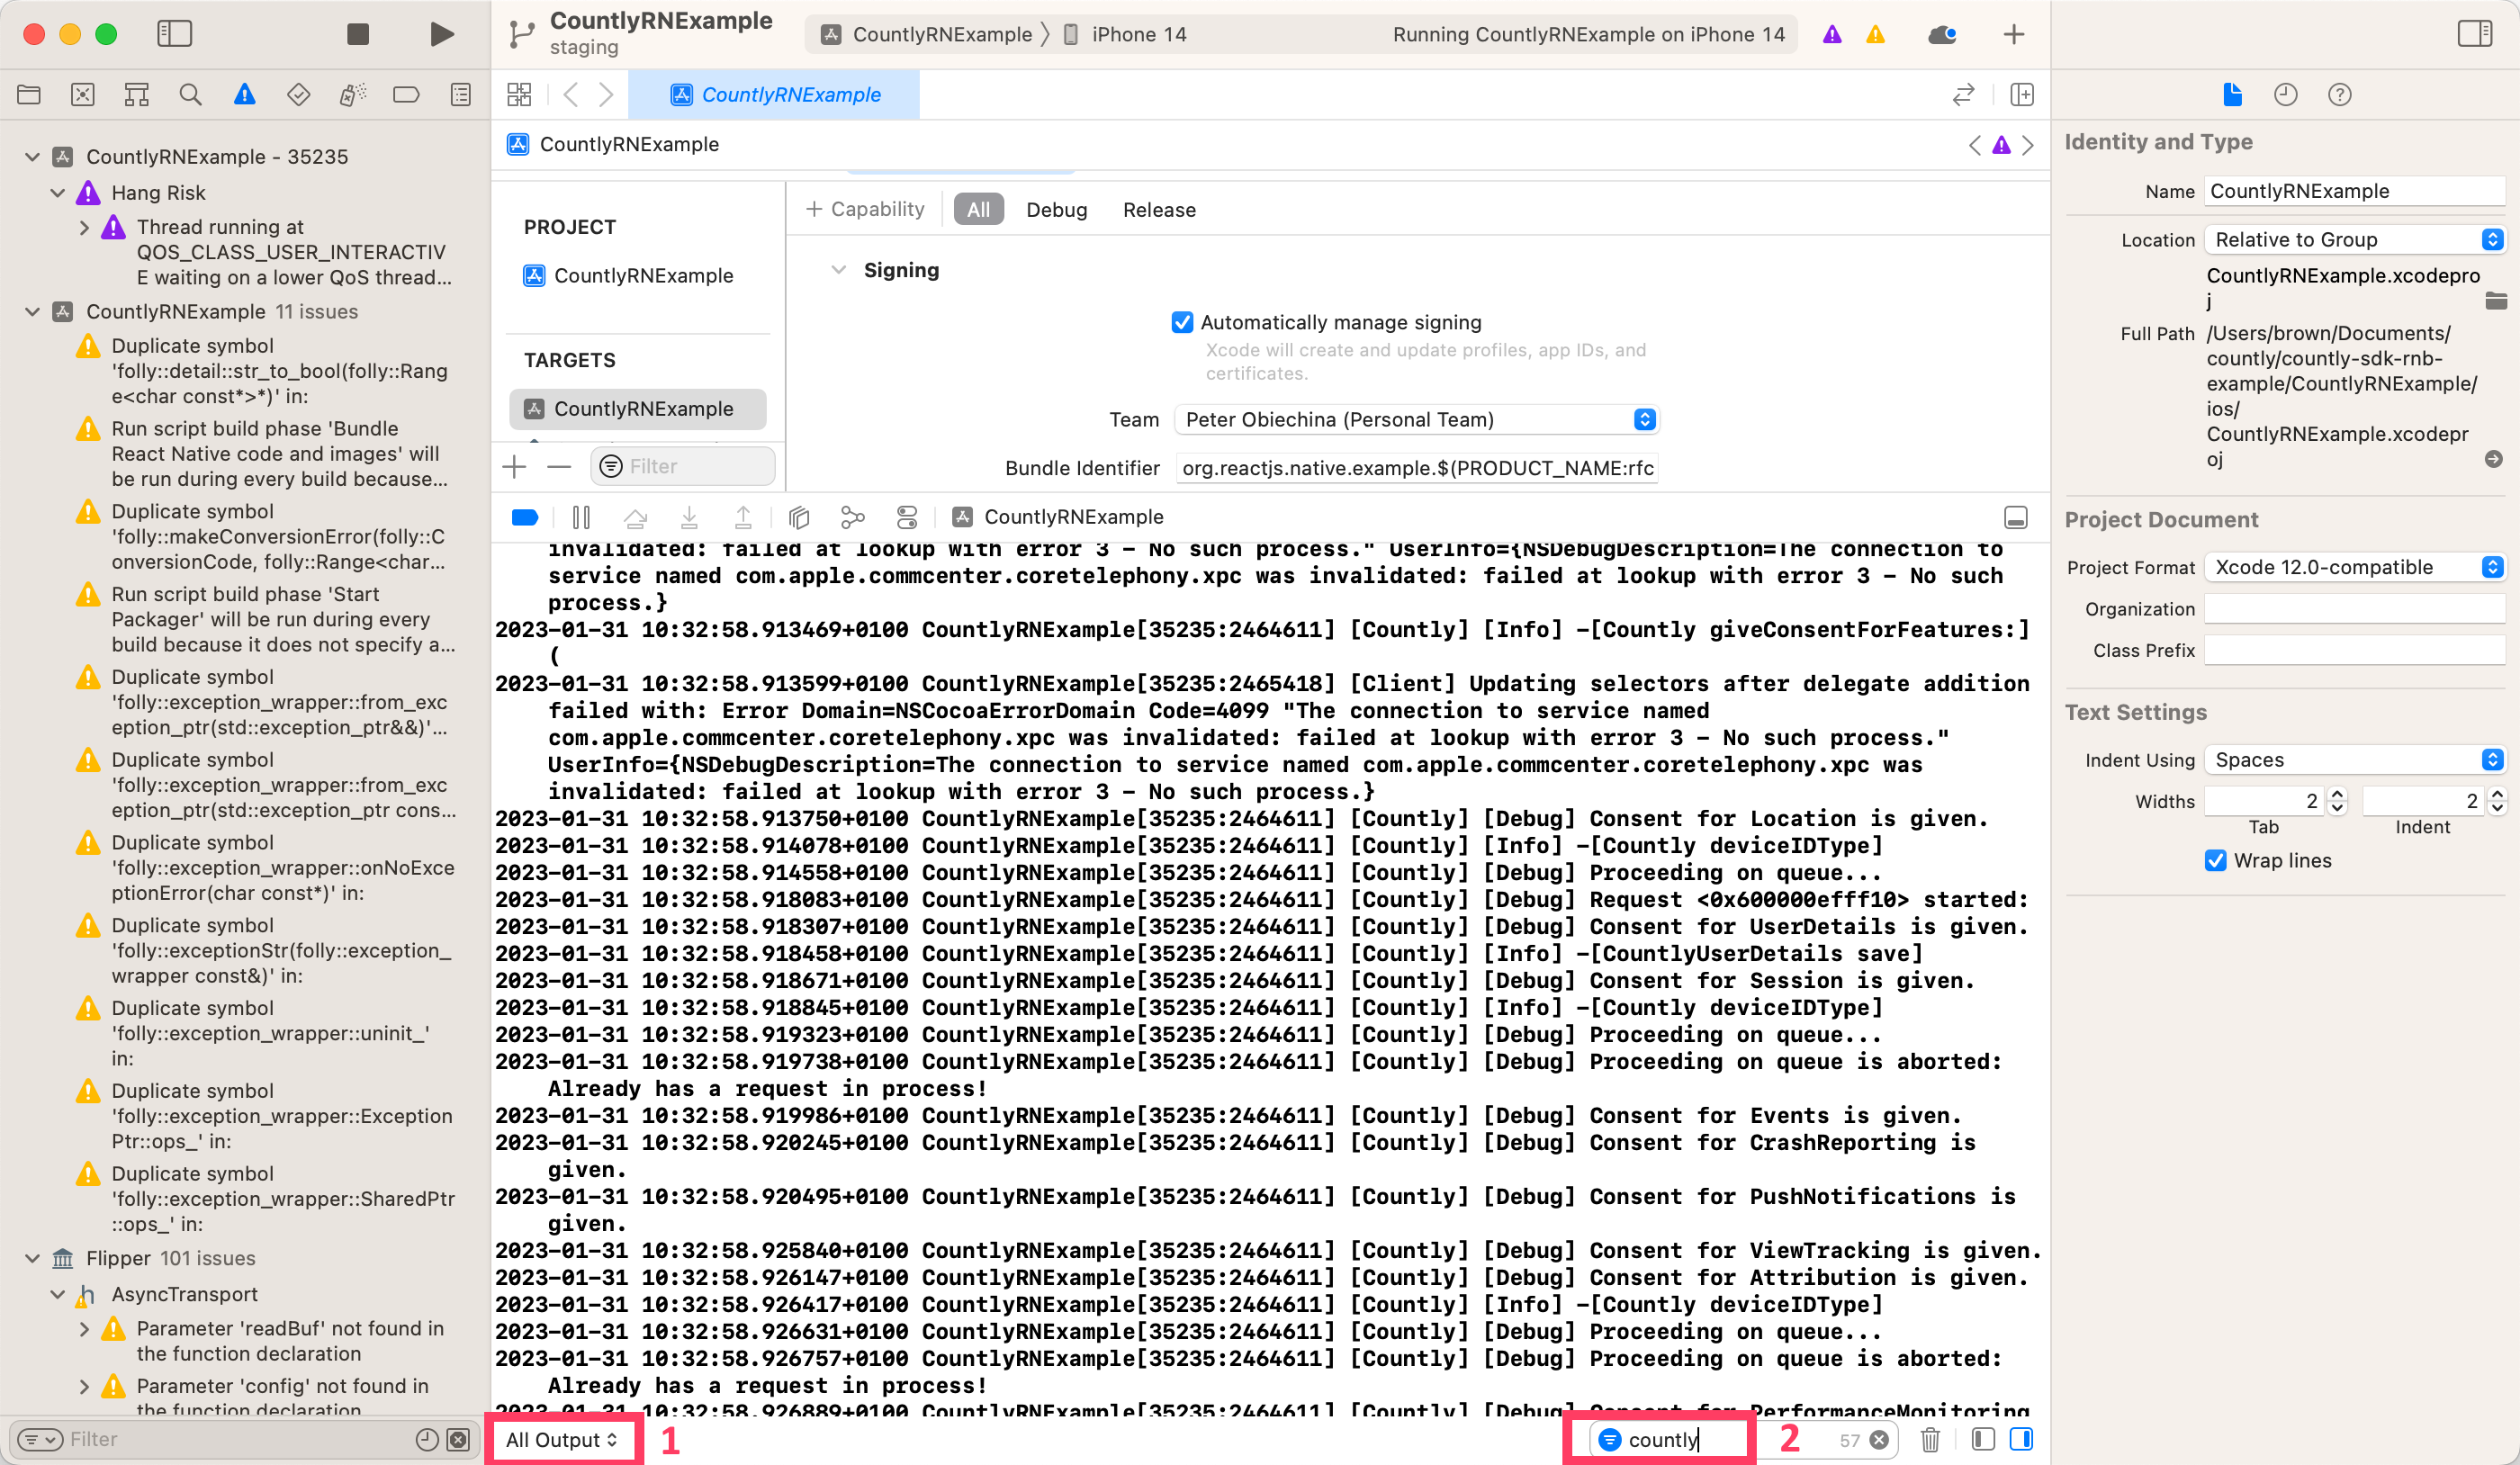 CountlyRNExample
staging
CountlyRNExample
iPhone 14
Running CountlyRNExample on iPhone 14
CountlyRNExample
CountlyRNExample
CountlyRNExample - 35235
Hang Risk
Thread running at
QOS_CLASS_USER_INTERACTIV
E waiting on a lower QoS thread...
CountlyRNExample 11 issues
Duplicate symbol
'folly::detail::str_to_bool(folly::Rang
e<char const*>*)' in:
Run script build phase 'Bundle
React Native code and images' will
be run during every build because...
Duplicate symbol
'folly::makeConversionError(folly::C
onversionCode, folly::Range<char...
Run script build phase 'Start
Packager' will be run during every
build because it does not specify a...
Duplicate symbol
'folly::exception_wrapper::from_exc
eption_ptr(std::exception_ptr&&)'...
Duplicate symbol
'folly::exception_wrapper::from_exc
eption_ptr(std::exception_ptr cons...
Duplicate symbol
'folly::exception_wrapper::onNoExce
ptionError(char const*)' in:
Duplicate symbol
'folly::exceptionStr(folly::exception_
wrapper const&)' in:
Duplicate symbol
'folly::exception_wrapper::uninit_'
in:
Duplicate symbol
'folly::exception_wrapper::Exception
Ptr::ops_' in:
Duplicate symbol
'folly::exception_wrapper::SharedPtr
::ops_' in:
Flipper 101 issues
AsyncTransport
Parameter 'readBuf' not found in
the function declaration
Parameter 'config' not found in
the function declaration
Filter
PROJECT
CountlyRNExample
TARGETS
CountlyRNExample
Filter
+ Capability
All
Debug
Release
Signing
Automatically manage signing
Xcode will create and update profiles, app IDs, and
certificates.
Team Peter Obiechina (Personal Team)
Bundle Identifier org.reactjs.native.example.$(PRODUCT_NAME:rfc
CountlyRNExample
invalidated: failed at lookup with error 3 - No such process." UserInfo={NSDebugDescription=The connection to
service named com.apple.commcenter.coretelephony.xpc was invalidated: failed at lookup with error 3 - No such
process.}
2023-01-31 10:32:58.913469+0100 CountlyRNExample[35235:2464611] [Countly] [Info] -[Countly giveConsentForFeatures:]
(
2023-01-31 10:32:58.913599+0100 CountlyRNExample[35235:2465418] [Client] Updating selectors after delegate addition
failed with: Error Domain=NSCocoaErrorDomain Code=4099 "The connection to service named
com.apple.commcenter.coretelephony.xpc was invalidated: failed at lookup with error 3 - No such process."
UserInfo={NSDebugDescription=The connection to service named com.apple.commcenter.coretelephony.xpc was
invalidated: failed at lookup with error 3 - No such process.}
2023-01-31 10:32:58.913750+0100 CountlyRNExample[35235:2464611] [Countly] [Debug] Consent for Location is given.
2023-01-31 10:32:58.914078+0100 CountlyRNExample[35235:2464611] [Countly] [Info] -[Countly deviceIDType]
2023-01-31 10:32:58.914558+0100 CountlyRNExample[35235:2464611] [Countly] [Debug] Proceeding on queue...
2023-01-31 10:32:58.918083+0100 CountlyRNExample[35235:2464611] [Countly] [Debug] Request <0x600000efff10> started:
2023-01-31 10:32:58.918307+0100 CountlyRNExample[35235:2464611] [Countly] [Debug] Consent for UserDetails is given.
2023-01-31 10:32:58.918458+0100 CountlyRNExample[35235:2464611] [Countly] [Info] -[CountlyUserDetails save]
2023-01-31 10:32:58.918671+0100 CountlyRNExample[35235:2464611] [Countly] [Debug] Consent for Session is given.
2023-01-31 10:32:58.918845+0100 CountlyRNExample[35235:2464611] [Countly] [Info] -[Countly deviceIDType]
2023-01-31 10:32:58.919323+0100 CountlyRNExample[35235:2464611] [Countly] [Debug] Proceeding on queue...
2023-01-31 10:32:58.919738+0100 CountlyRNExample[35235:2464611] [Countly] [Debug] Proceeding on queue is aborted:
Already has a request in process!
2023-01-31 10:32:58.919986+0100 CountlyRNExample[35235:2464611] [Countly] [Debug] Consent for Events is given.
2023-01-31 10:32:58.920245+0100 CountlyRNExample[35235:2464611] [Countly] [Debug] Consent for CrashReporting is
given.
2023-01-31 10:32:58.920495+0100 CountlyRNExample[35235:2464611] [Countly] [Debug] Consent for PushNotifications is
given.
2023-01-31 10:32:58.925840+0100 CountlyRNExample[35235:2464611] [Countly] [Debug] Consent for ViewTracking is given.
2023-01-31 10:32:58.926147+0100 CountlyRNExample[35235:2464611] [Countly] [Debug] Consent for Attribution is given.
2023-01-31 10:32:58.926417+0100 CountlyRNExample[35235:2464611] [Countly] [Info] -[Countly deviceIDType]
2023-01-31 10:32:58.926631+0100 CountlyRNExample[35235:2464611] [Countly] [Debug] Proceeding on queue...
2023-01-31 10:32:58.926757+0100 CountlyRNExample[35235:2464611] [Countly] [Debug] Proceeding on queue is aborted:
Already has a request in process!
2023-01-31 10:32:58.926889+0100 CountlyRNExample[35235:2464611] [Countly] [Debug] Consent for PerformanceMonitoring
All Output
1
countly
2
57
Identity and Type
Name CountlyRNExample
Location Relative to Group
CountlyRNExample.xcodepro
j
Full Path /Users/brown/Documents/
countly/countly-sdk-rnb-
example/CountlyRNExample/
ios/
CountlyRNExample.xcodepr
oj
Project Document
Project Format Xcode 12.0-compatible
Organization
Class Prefix
Text Settings
Indent Using Spaces
Widths 2 2
Tab Indent
Wrap lines